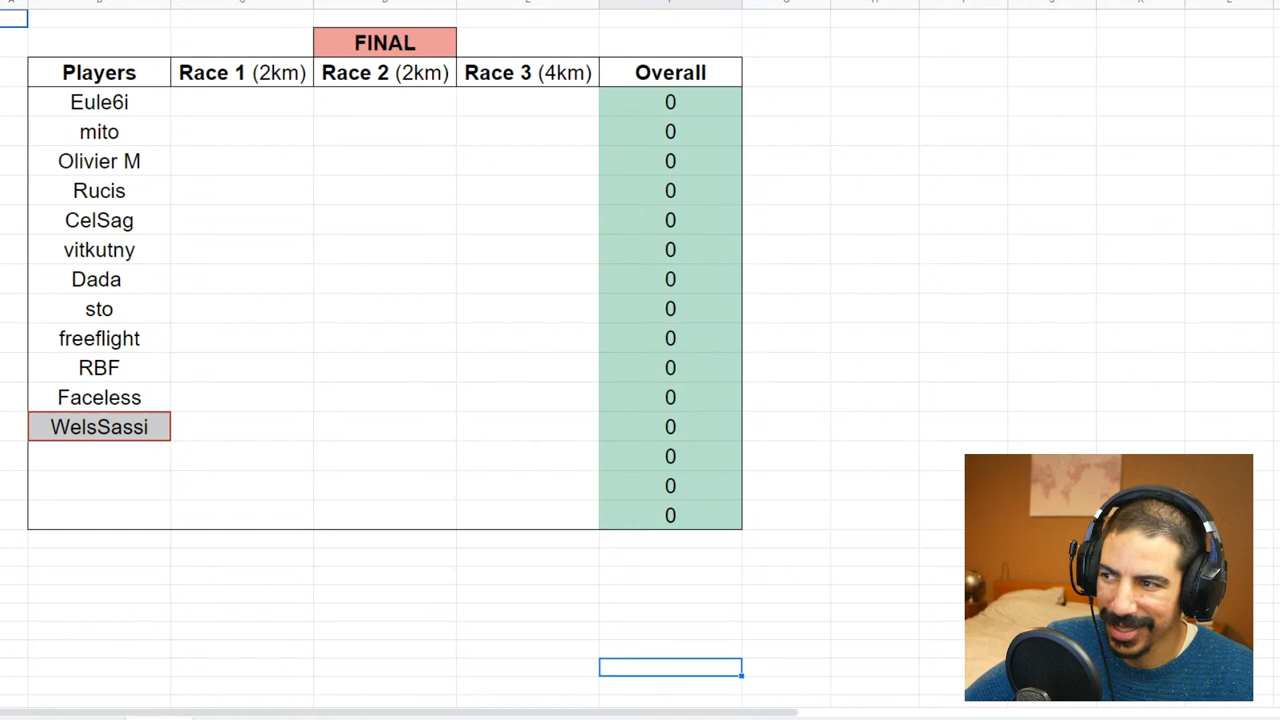 FINAL
Players Race 1 (2km) Race 2 (2km) Race 3 (4km) Overall
Eule6i 0
mito 0
Olivier M 0
Rucis 0
CelSag 0
vitkutny 0
Dada 0
sto 0
freeflight 0
RBF 0
Faceless 0
WelsSassi 0
0
0
0